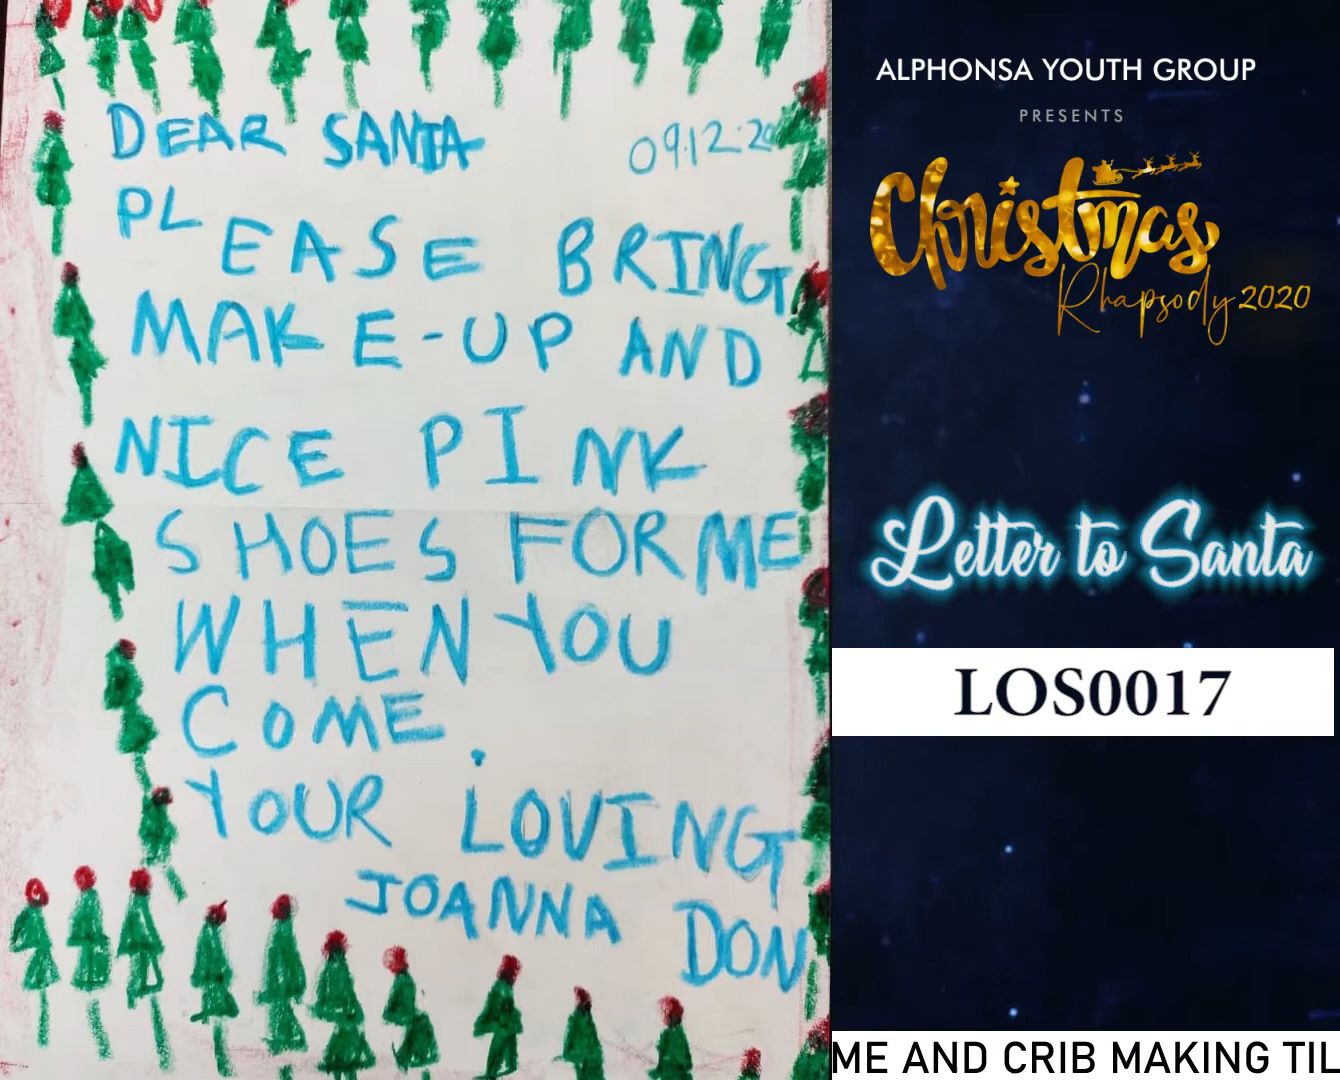 DEAR SANTA 09.12.20
PLEASE BRING
MAKE-UP AND
NICE PINK
SHOES FOR ME
WHEN YOU
COME.
YOUR LOVING
JOANNA DON
ALPHONSA YOUTH GROUP
PRESENTS
Christmas
Rhapsody 2020
Letter to Santa
LOS0017
ME AND CRIB MAKING TIL